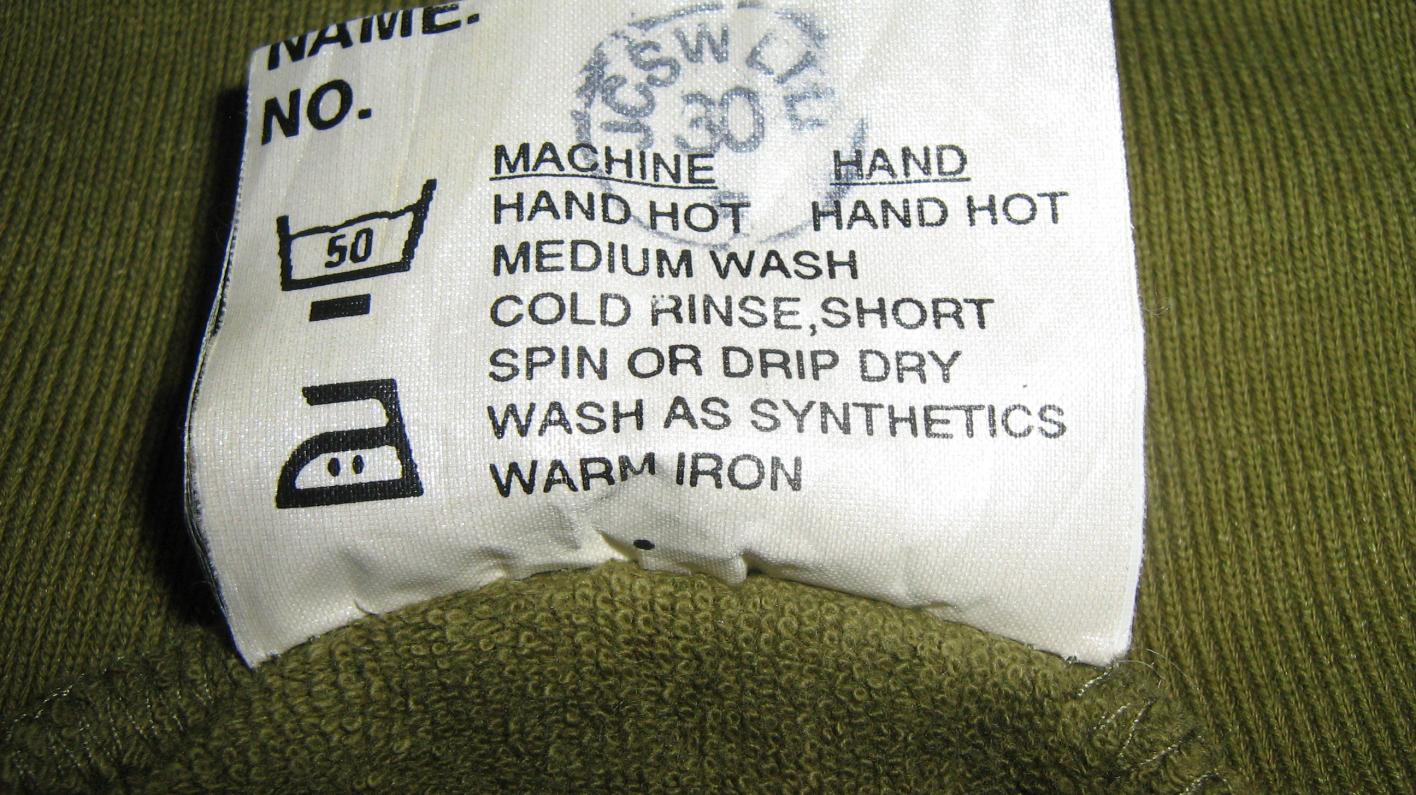 NAME.
NO.
JCSW
30
MACHINE HAND
HAND HOT HAND HOT
50
MEDIUM WASH
COLD RINSE,SHORT
SPIN OR DRIP DRY
WASH AS SYNTHETICS
WARM IRON